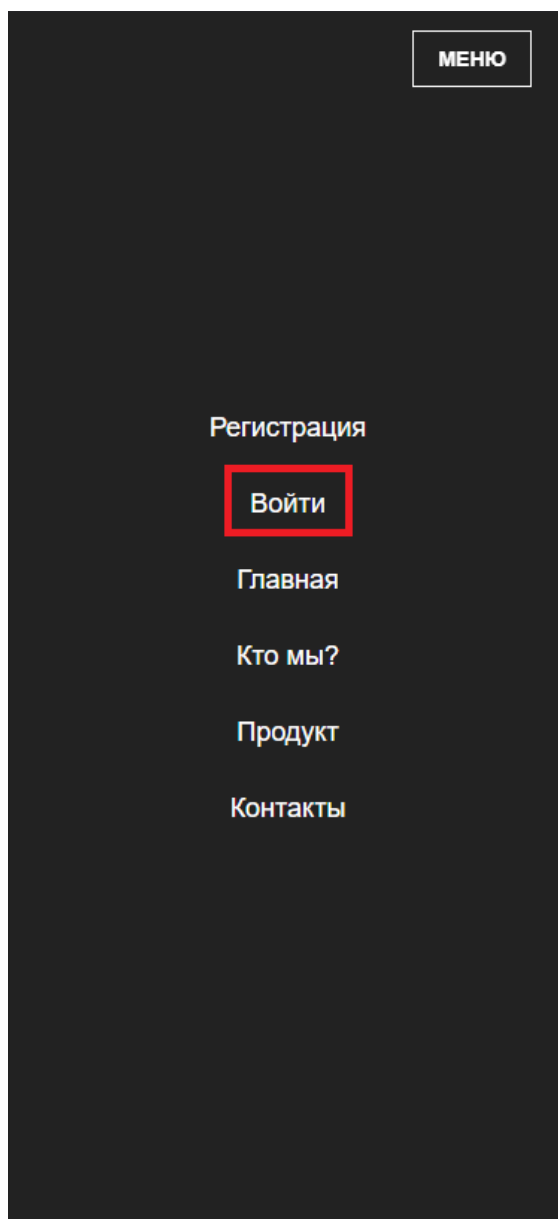 МЕНЮ
Регистрация
Войти
Главная
Кто мы?
Продукт
Контакты